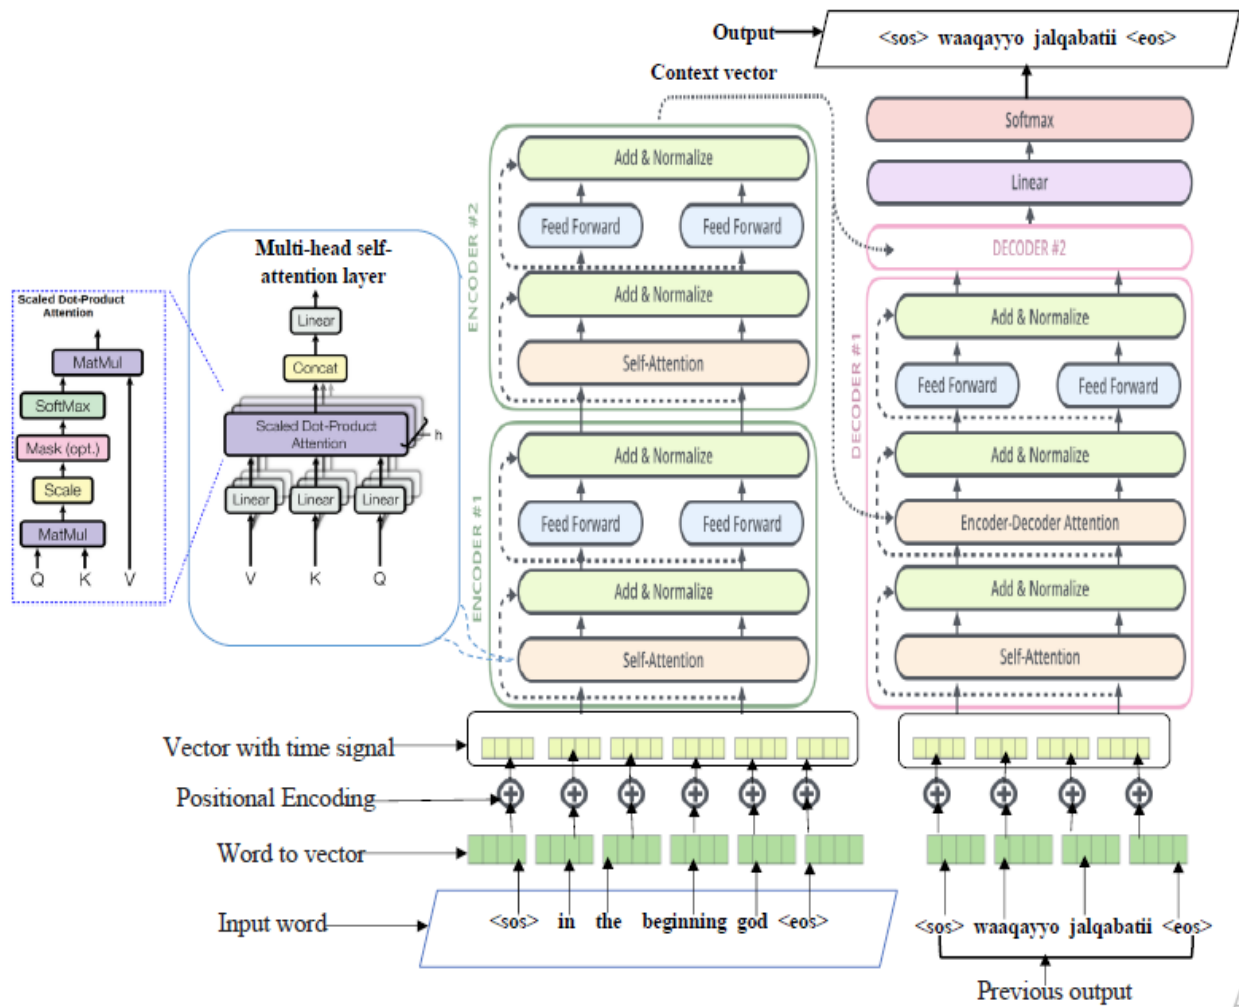 Output
<sos> waaqayyo jalqabatii <eos>
Context vector
Softmax
Linear
DECODER #2
ENCODER #2
Add & Normalize
Feed Forward
Feed Forward
Add & Normalize
Self-Attention
ENCODER #1
Add & Normalize
Feed Forward
Feed Forward
Add & Normalize
Self-Attention
DECODER #1
Add & Normalize
Feed Forward
Feed Forward
Add & Normalize
Encoder-Decoder Attention
Add & Normalize
Self-Attention
Multi-head self-
attention layer
Linear
Concat
Scaled Dot-Product
Attention
h
Linear
Linear
Linear
V
K
Q
Scaled Dot-Product
Attention
MatMul
SoftMax
Mask (opt.)
Scale
MatMul
Q
K
V
Vector with time signal
Positional Encoding
Word to vector
Input word
<sos> in the beginning god <eos>
<sos> waaqayyo jalqabatii <eos>
Previous output